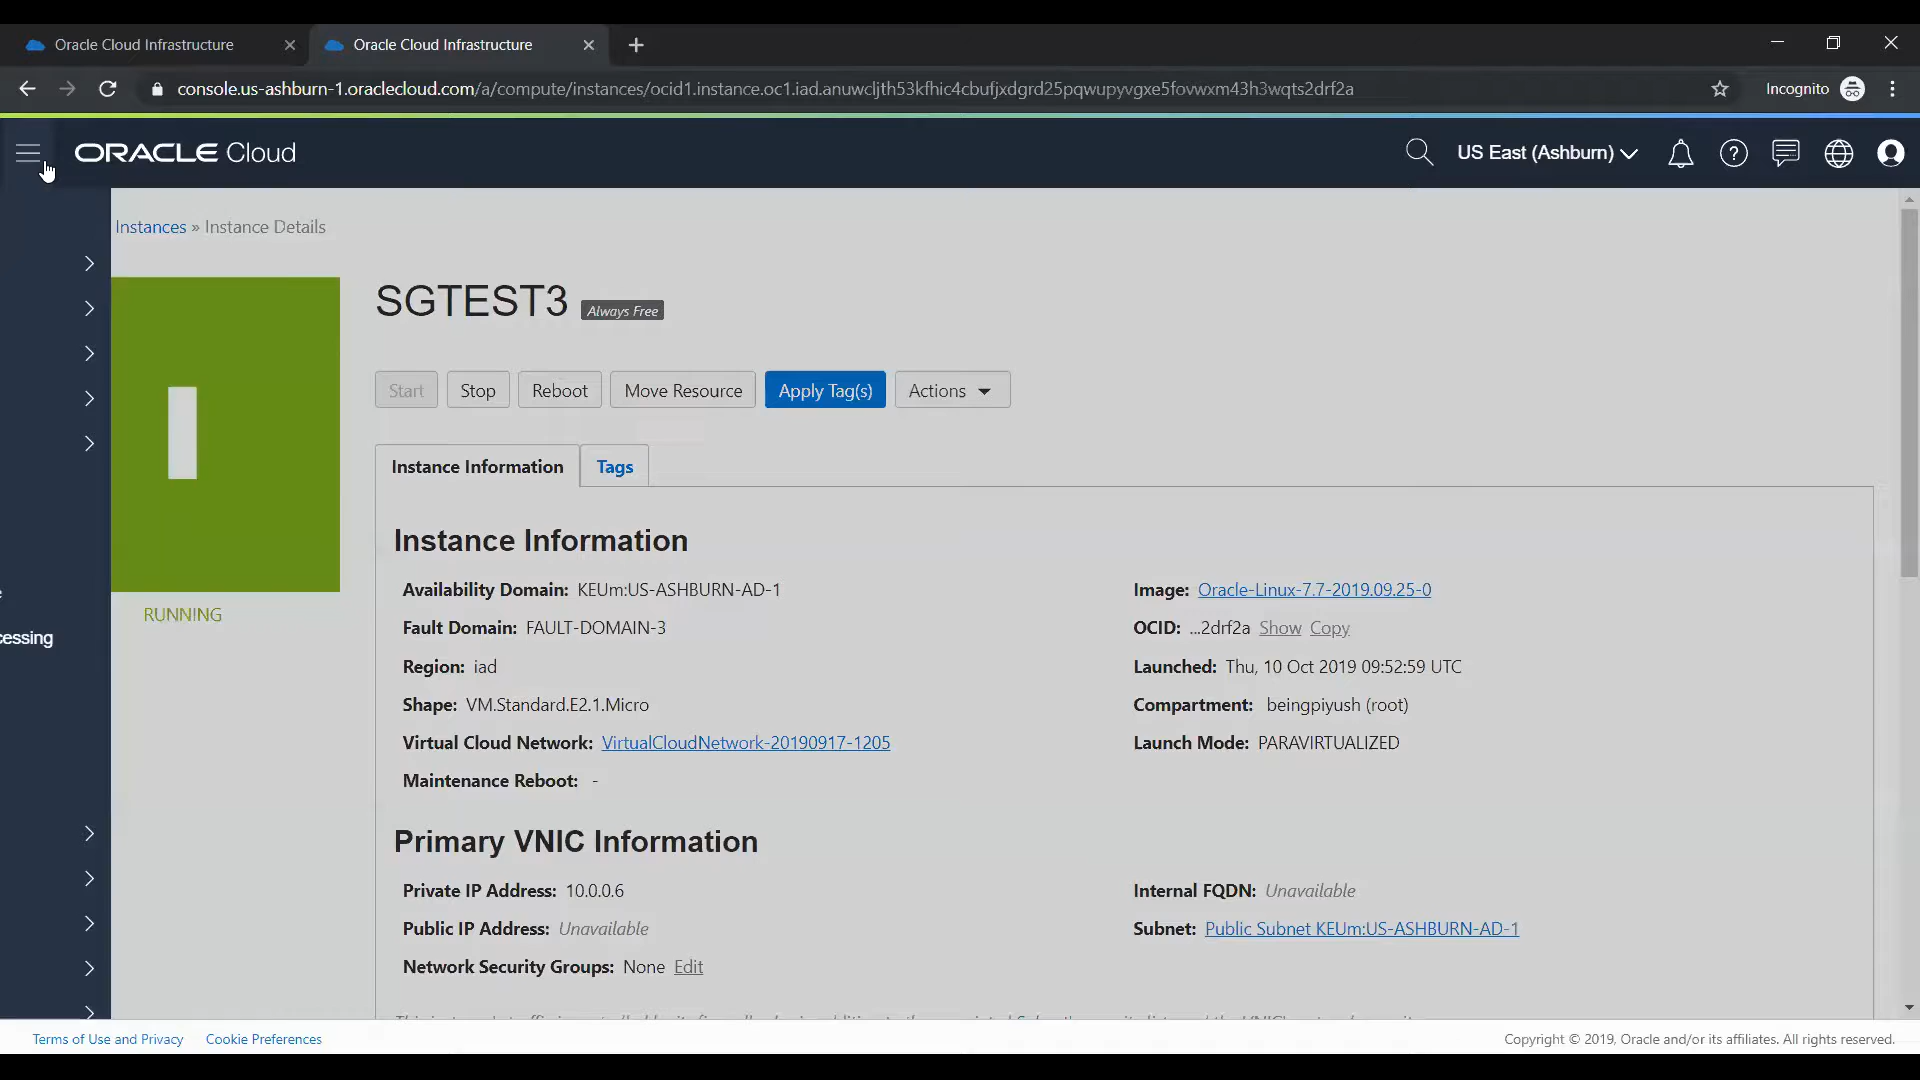 Oracle Cloud Infrastructure
Oracle Cloud Infrastructure
console.us-ashburn-1.oraclecloud.com/a/compute/instances/ocid1.instance.oc1.iad.anuwcljth53kfhic4cbufjxdgrd25pqwupyvgxe5fovwxm43h3wqts2drf2a
Incognito
ORACLE Cloud
US East (Ashburn)
Instances » Instance Details
SGTEST3 Always Free
Start Stop Reboot Move Resource Apply Tag(s) Actions
Instance Information Tags
RUNNING
cessing
Instance Information
Availability Domain: KEUm:US-ASHBURN-AD-1
Fault Domain: FAULT-DOMAIN-3
Region: iad
Shape: VM.Standard.E2.1.Micro
Virtual Cloud Network: VirtualCloudNetwork-20190917-1205
Maintenance Reboot: -
Image: Oracle-Linux-7.7-2019.09.25-0
OCID: ...2drf2a Show Copy
Launched: Thu, 10 Oct 2019 09:52:59 UTC
Compartment: beingpiyush (root)
Launch Mode: PARAVIRTUALIZED
Primary VNIC Information
Private IP Address: 10.0.0.6
Public IP Address: Unavailable
Network Security Groups: None Edit
Internal FQDN: Unavailable
Subnet: Public Subnet KEUm:US-ASHBURN-AD-1
Terms of Use and Privacy Cookie Preferences
Copyright © 2019, Oracle and/or its affiliates. All rights reserved.